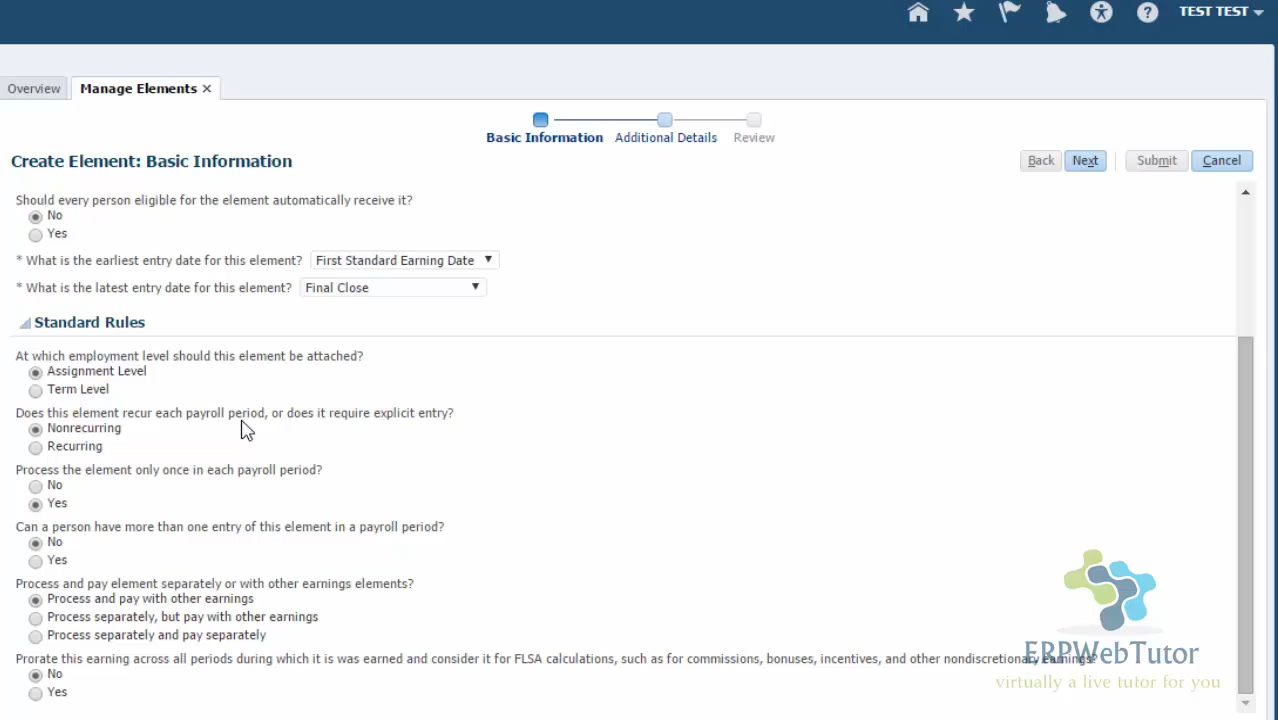 TEST TEST
Overview
Manage Elements
Basic Information
Additional Details
Review
Create Element: Basic Information
Back
Next
Submit
Cancel
Should every person eligible for the element automatically receive it?
No
Yes
* What is the earliest entry date for this element? First Standard Earning Date
* What is the latest entry date for this element? Final Close
Standard Rules
At which employment level should this element be attached?
Assignment Level
Term Level
Does this element recur each payroll period, or does it require explicit entry?
Nonrecurring
Recurring
Process the element only once in each payroll period?
No
Yes
Can a person have more than one entry of this element in a payroll period?
No
Yes
Process and pay element separately or with other earnings elements?
Process and pay with other earnings
Process separately, but pay with other earnings
Process separately and pay separately
Prorate this earning across all periods during which it is was earned and consider it for FLSA calculations, such as for commissions, bonuses, incentives, and other nondiscretionary earnings?
No
Yes
ERPWebTutor
virtually a live tutor for you